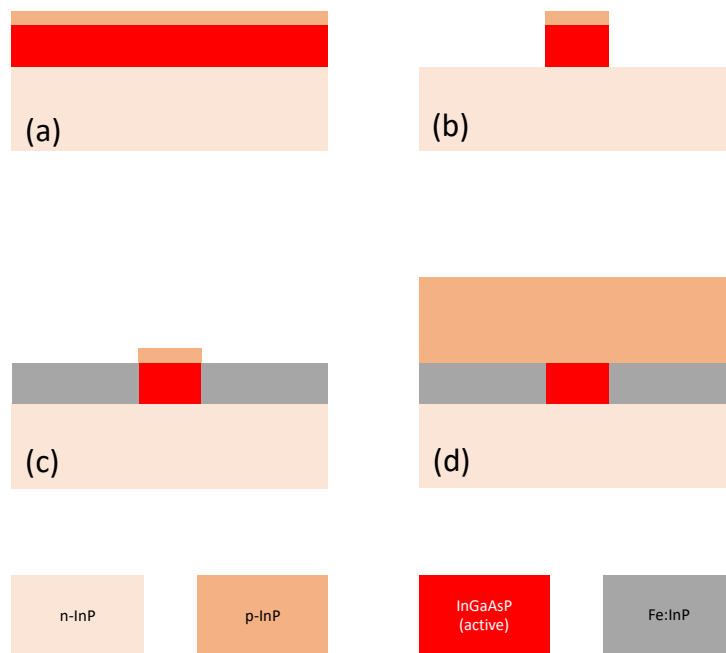 (a)
(b)
(c)
(d)
n-InP
p-InP
InGaAsP
(active)
Fe:InP